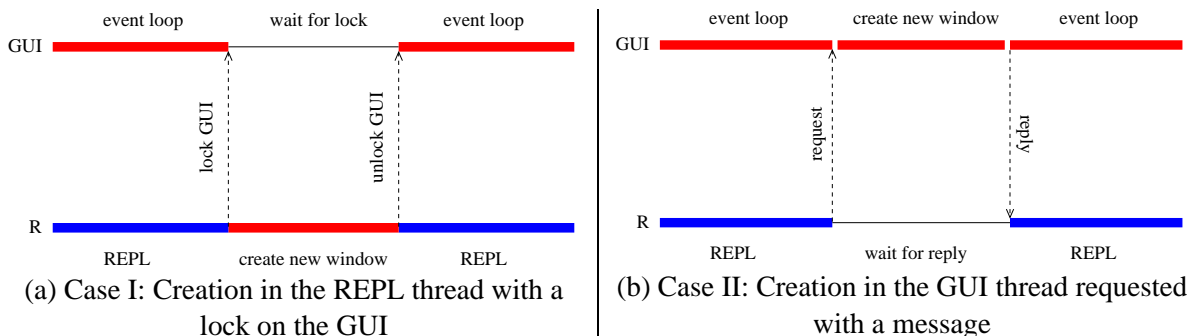 event loop
wait for lock
event loop
GUI
lock GUI
unlock GUI
R
REPL
create new window
REPL
(a) Case I: Creation in the REPL thread with a
lock on the GUI
event loop
create new window
event loop
GUI
request
reply
R
REPL
wait for reply
REPL
(b) Case II: Creation in the GUI thread requested
with a message